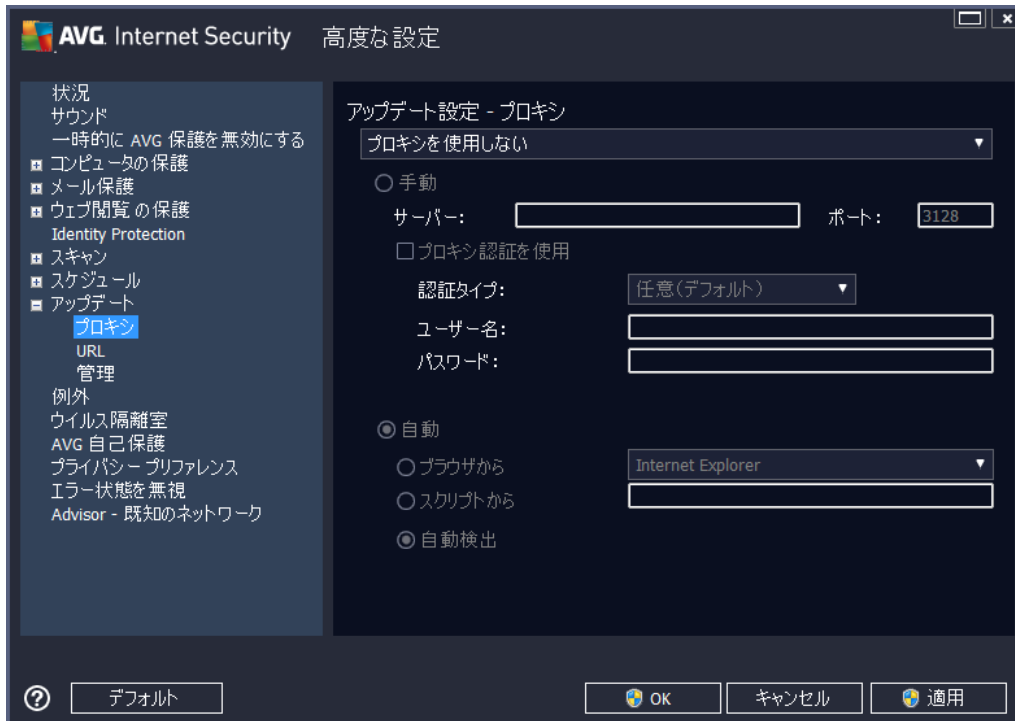 AVG. Internet Security 高度な設定
状況
サウンド
一時的に AVG 保護を無効にする
コンピュータの保護
メール保護
ウェブ閲覧 の保護
Identity Protection
スキャン
スケジュール
アップデート
プロキシ
URL
管理
例外
ウイルス隔離室
AVG 自己保護
プライバシー プリファレンス
エラー状態を無視
Advisor - 既知のネットワーク
アップデート設定 - プロキシ
プロキシを使用しない
手動
サーバー: ポート: 3128
プロキシ認証を使用
認証タイプ: 任意(デフォルト)
ユーザー名:
パスワード:
自動
ブラウザから Internet Explorer
スクリプトから
自動検出
デフォルト OK キャンセル 適用